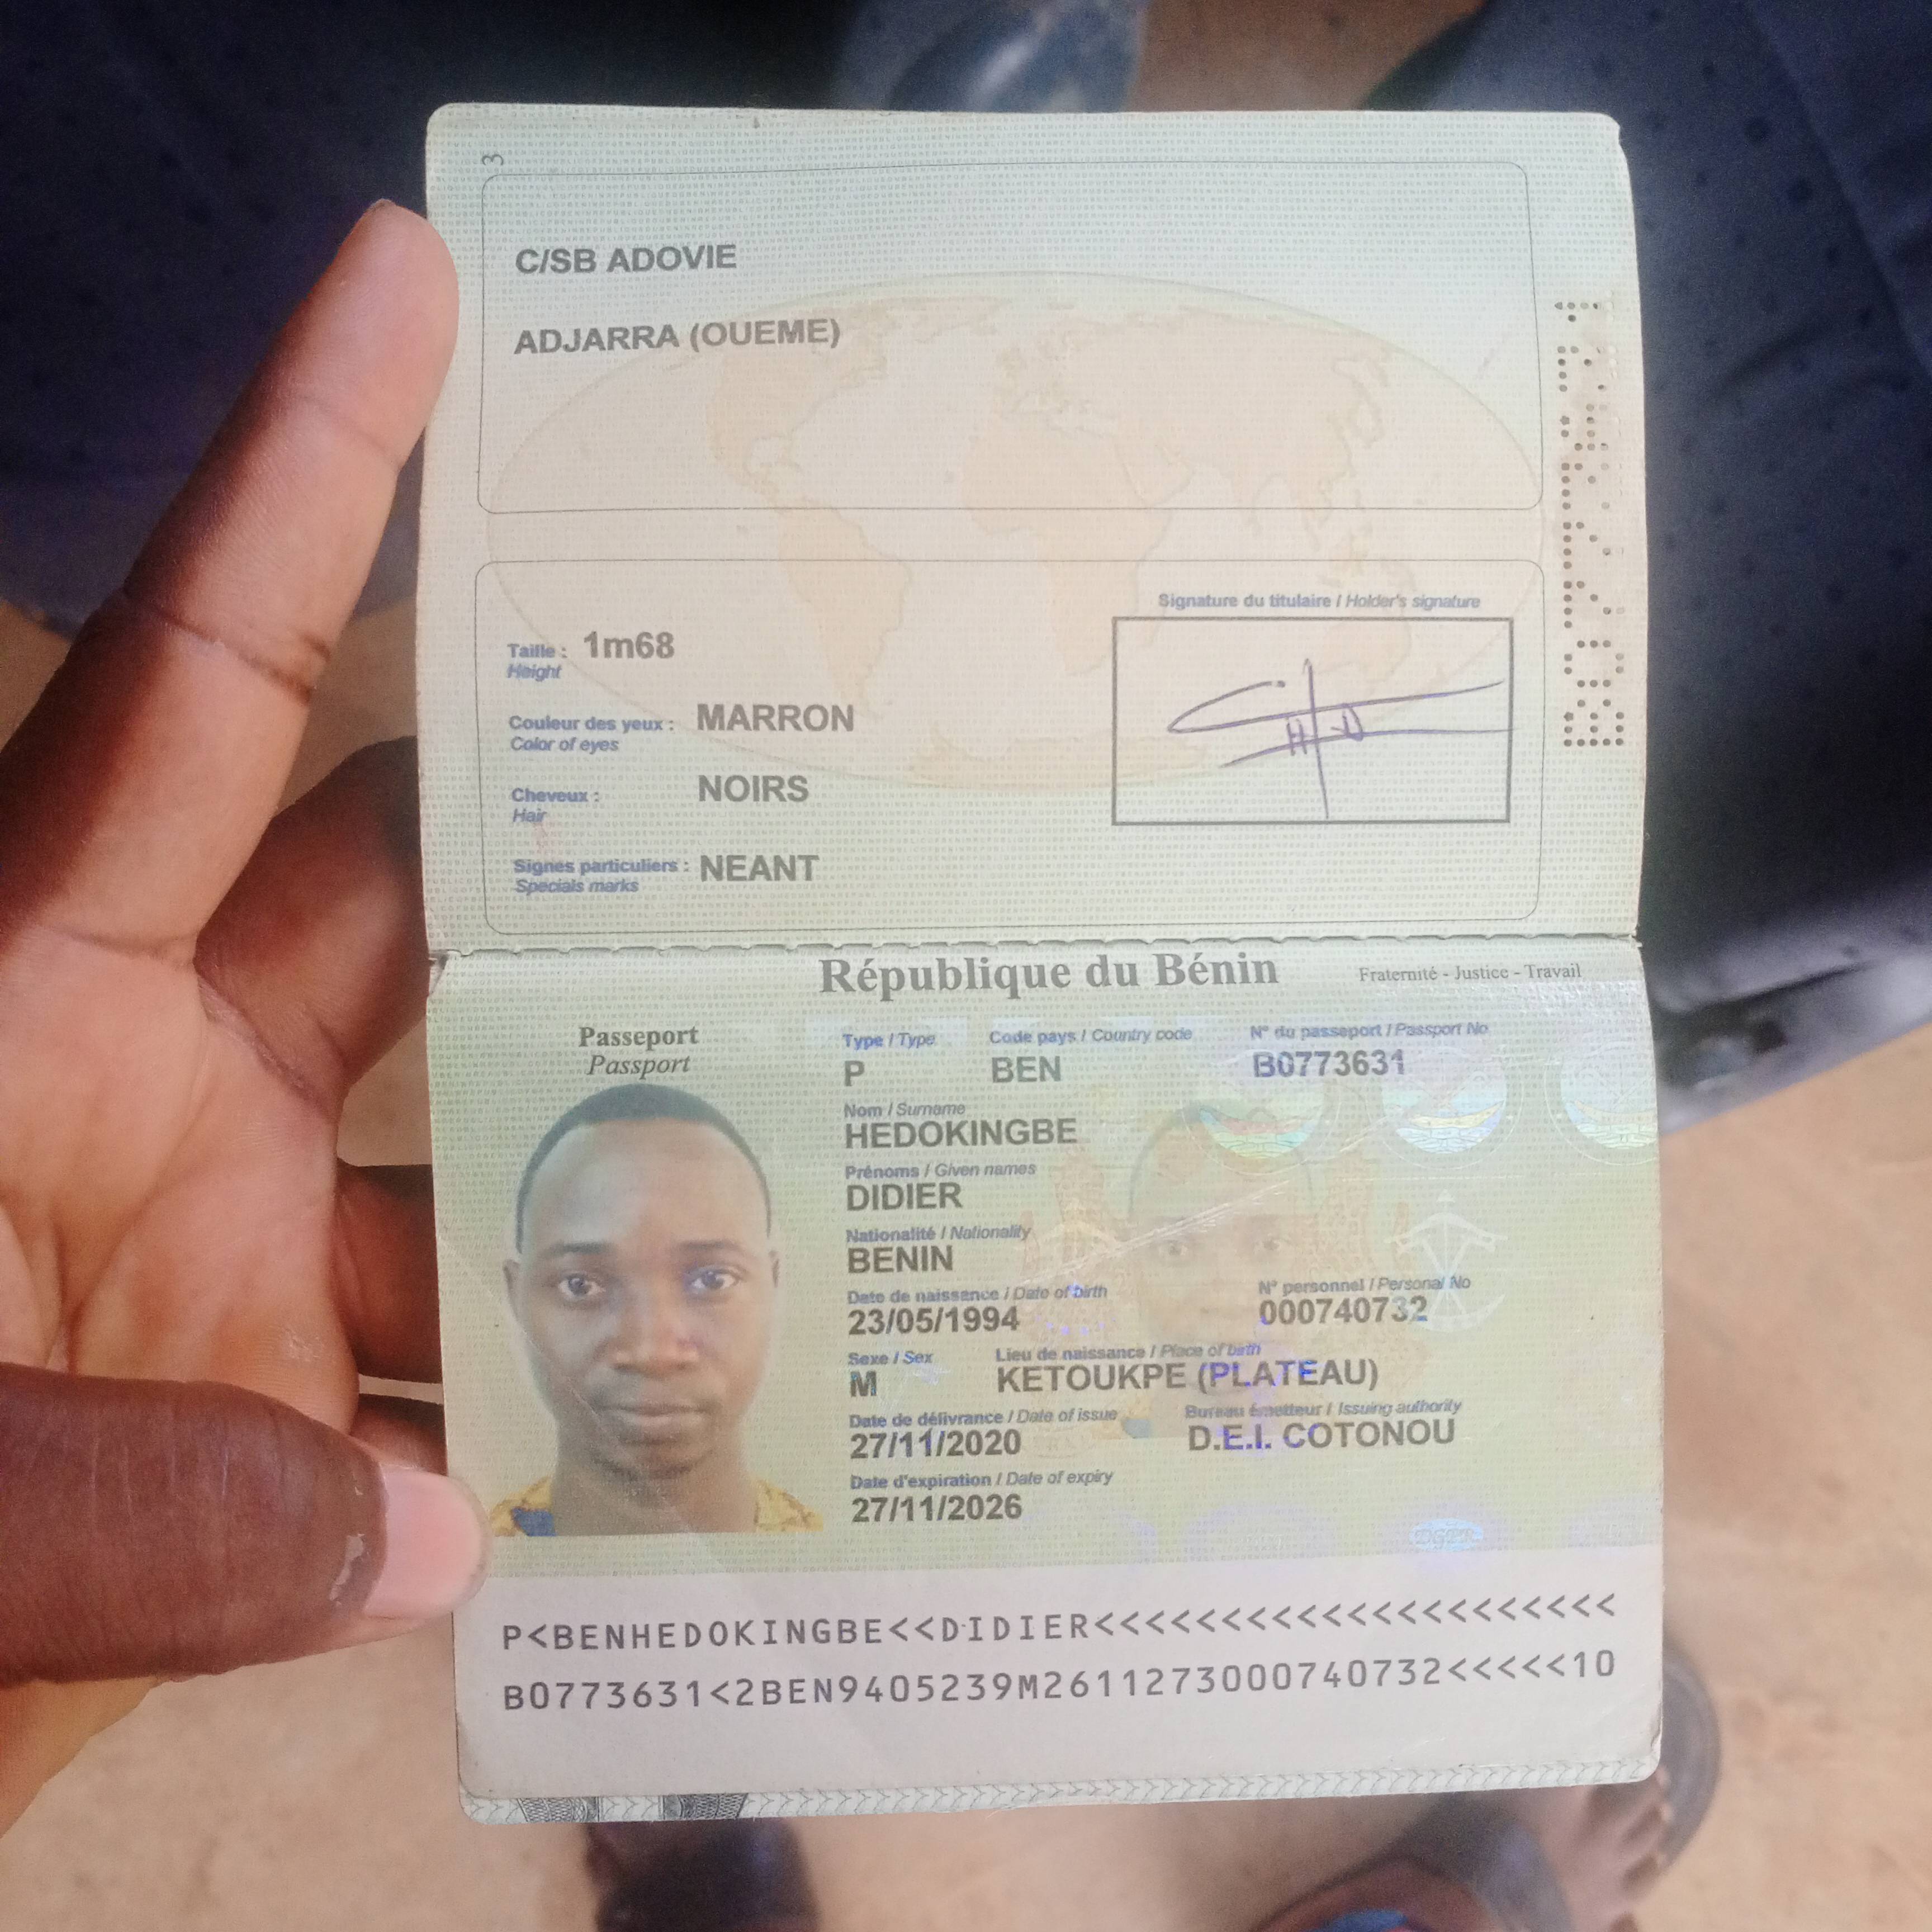 3
C/SB ADOVIE
ADJARRA (OUEME)
Signature du titulaire / Holder's signature
Taille : 1m68
Height
Couleur des yeux : MARRON
Color of eyes
Cheveux : NOIRS
Hair
Signes particuliers : NEANT
Specials marks
République du Bénin
Fraternité - Justice - Travail
Passeport
Passport
Type / Type
Code pays / Country code
N° du passeport / Passport No
P
BEN
B0773631
Nom / Surname
HEDOKINGBE
Prénoms / Given names
DIDIER
Nationalité / Nationality
BENIN
Date de naissance / Date of birth
N° personnel / Personal No
23/05/1994
000740732
Sexe / Sex
Lieu de naissance / Place of birth
M
KETOUKPE (PLATEAU)
Date de délivrance / Date of issue
Bureau émetteur / Issuing authority
27/11/2020
D.E.I. COTONOU
Date d'expiration / Date of expiry
27/11/2026
P<BENHEDOKINGBE<<DIDIER<<<<<<<<<<<<<<<<<<<<<
B0773631<2BEN9405239M2611273000740732<<<<<10